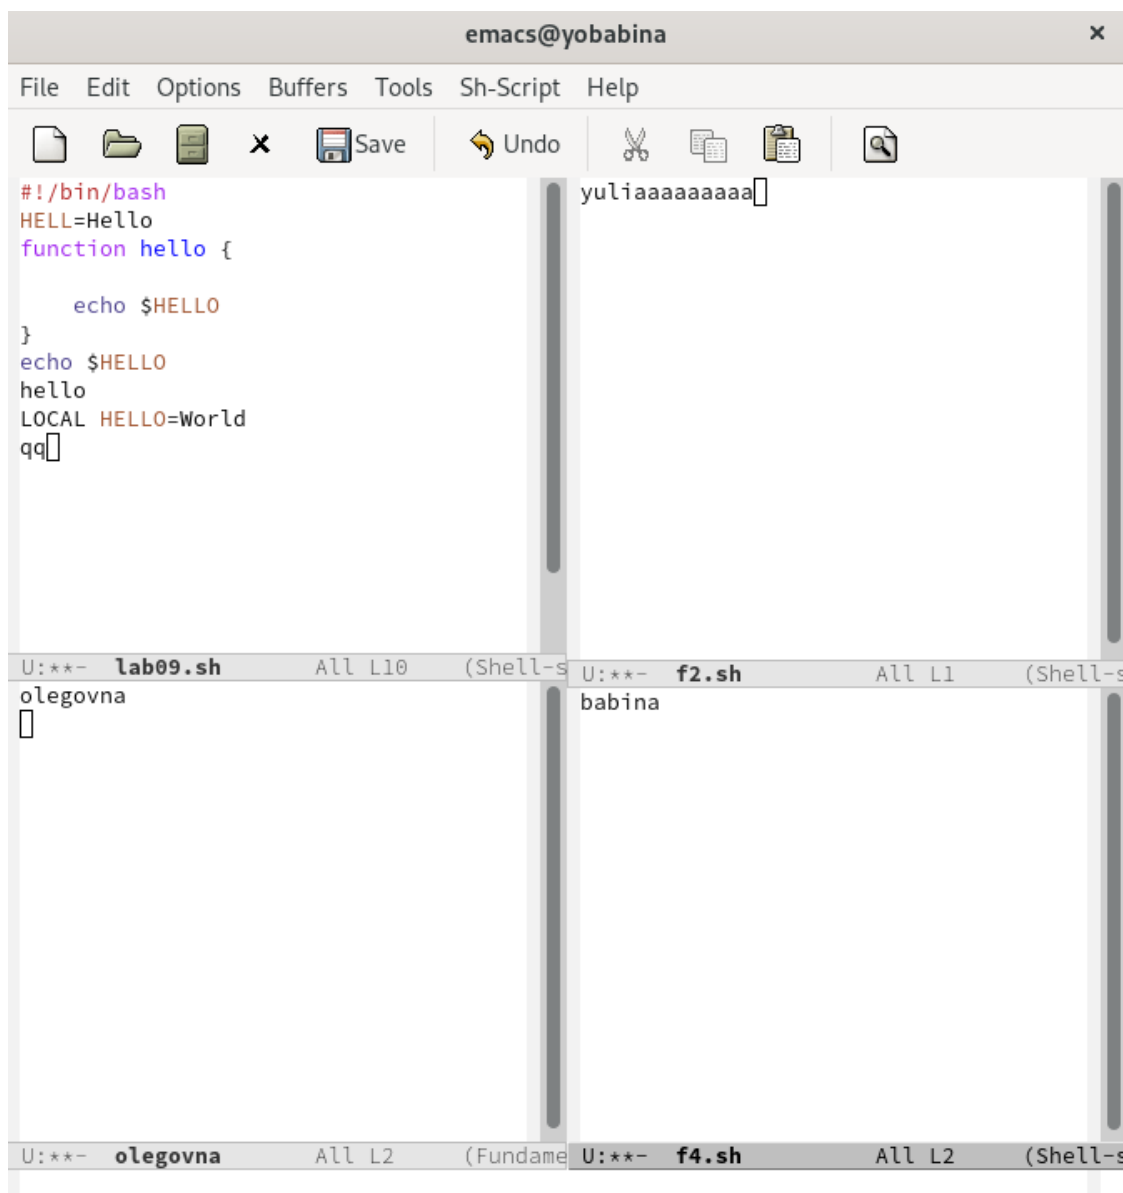 emacs@yobabina ×
File Edit Options Buffers Tools Sh-Script Help
Save Undo
#!/bin/bash
HELL=Hello
function hello {
    echo $HELLO
}
echo $HELLO
hello
LOCAL HELLO=World
qq
U:**- lab09.sh All L10 (Shell-s
yuliaaaaaaaaa
U:**- f2.sh All L1 (Shell-s
olegovna
U:**- olegovna All L2 (Fundame
babina
U:**- f4.sh All L2 (Shell-s